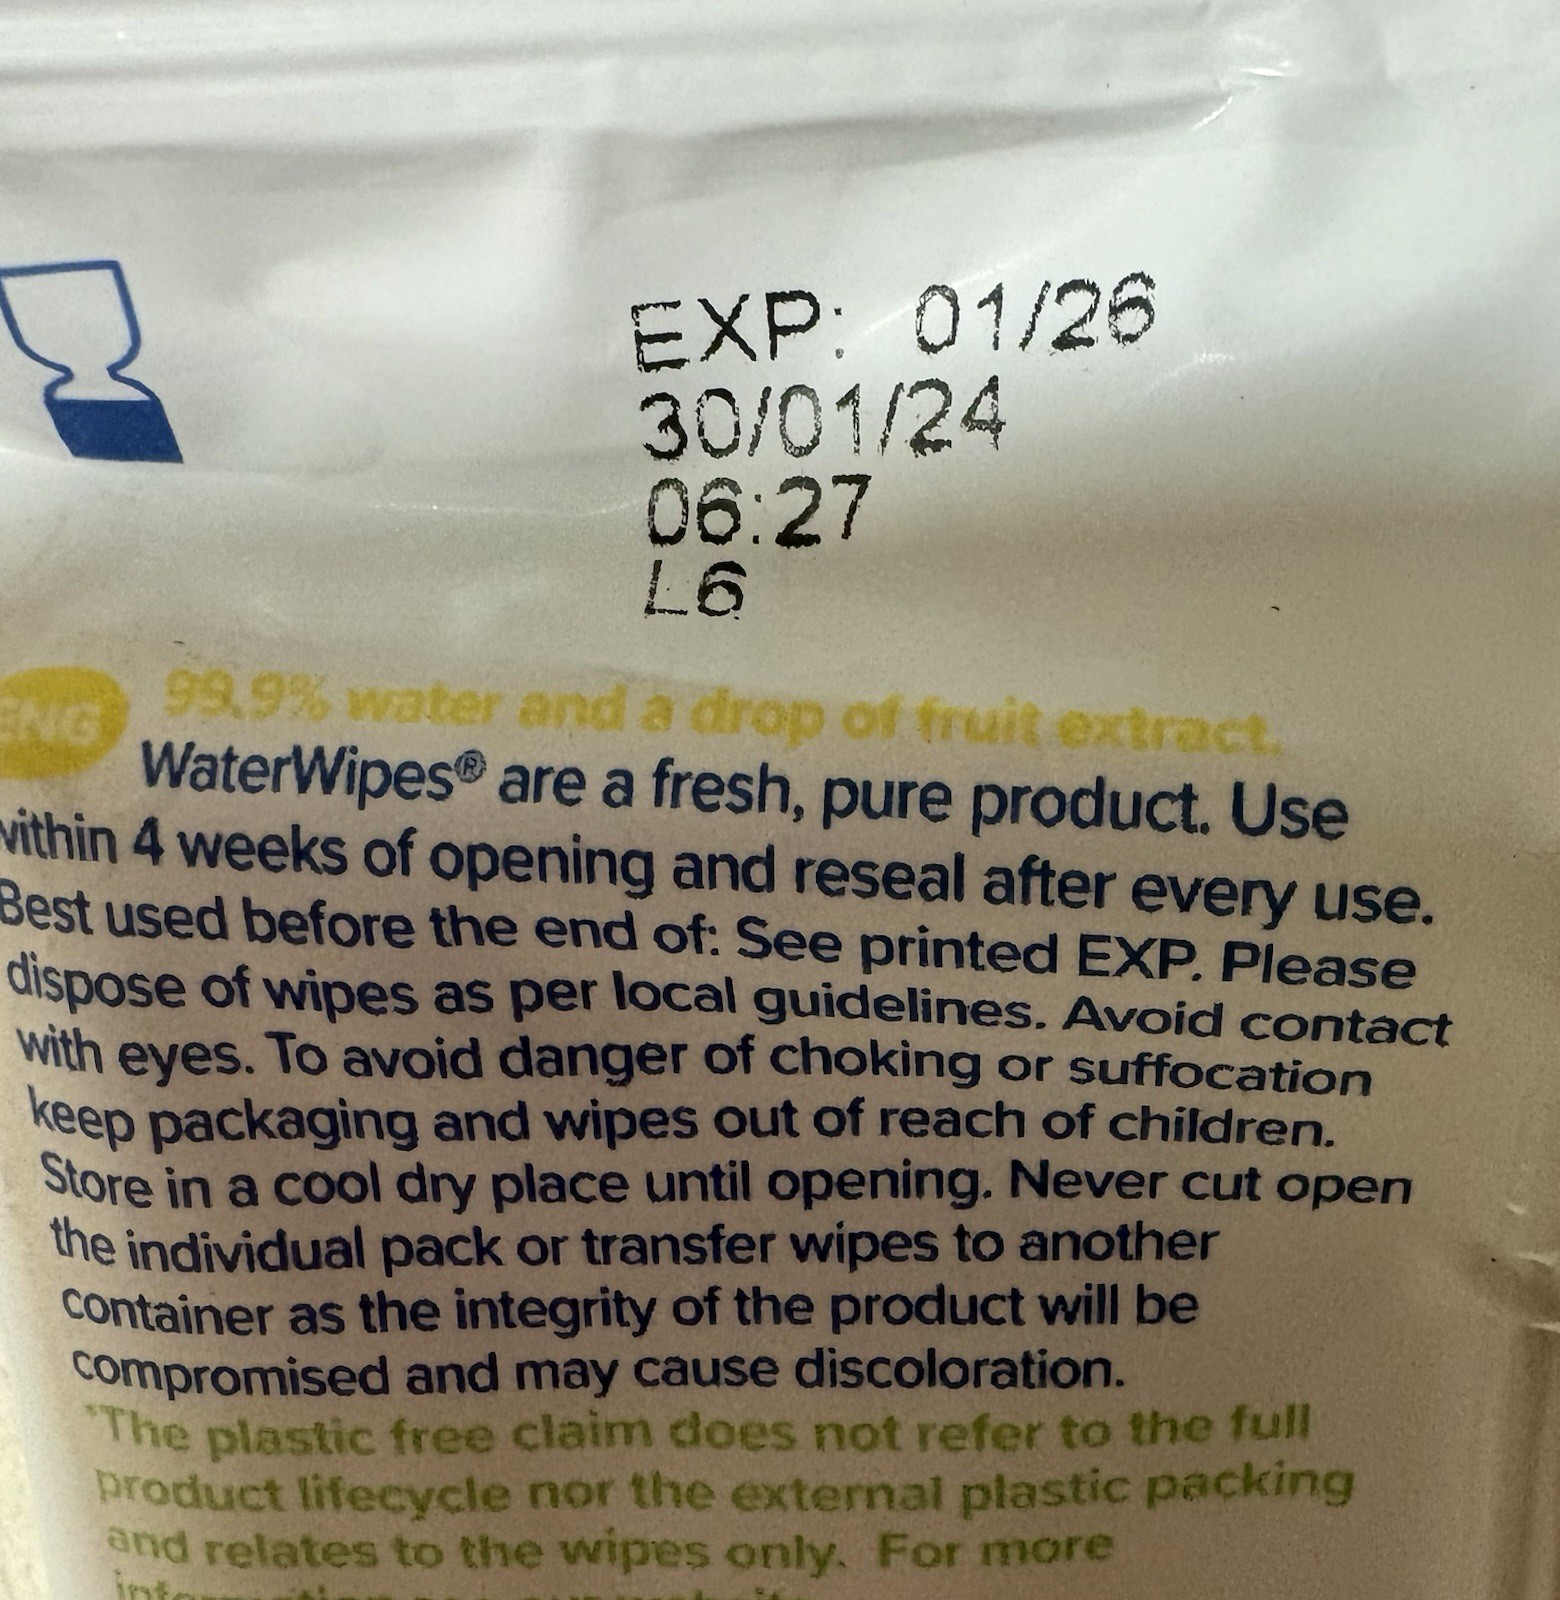 EXP: 01/26
30/01/24
06:27
L6
ENG
99.9% water and a drop of fruit extract.
WaterWipes® are a fresh, pure product. Use
within 4 weeks of opening and reseal after every use.
Best used before the end of: See printed EXP. Please
dispose of wipes as per local guidelines. Avoid contact
with eyes. To avoid danger of choking or suffocation
keep packaging and wipes out of reach of children.
Store in a cool dry place until opening. Never cut open
the individual pack or transfer wipes to another
container as the integrity of the product will be
compromised and may cause discoloration.
*The plastic free claim does not refer to the full
product lifecycle nor the external plastic packing
and relates to the wipes only. For more